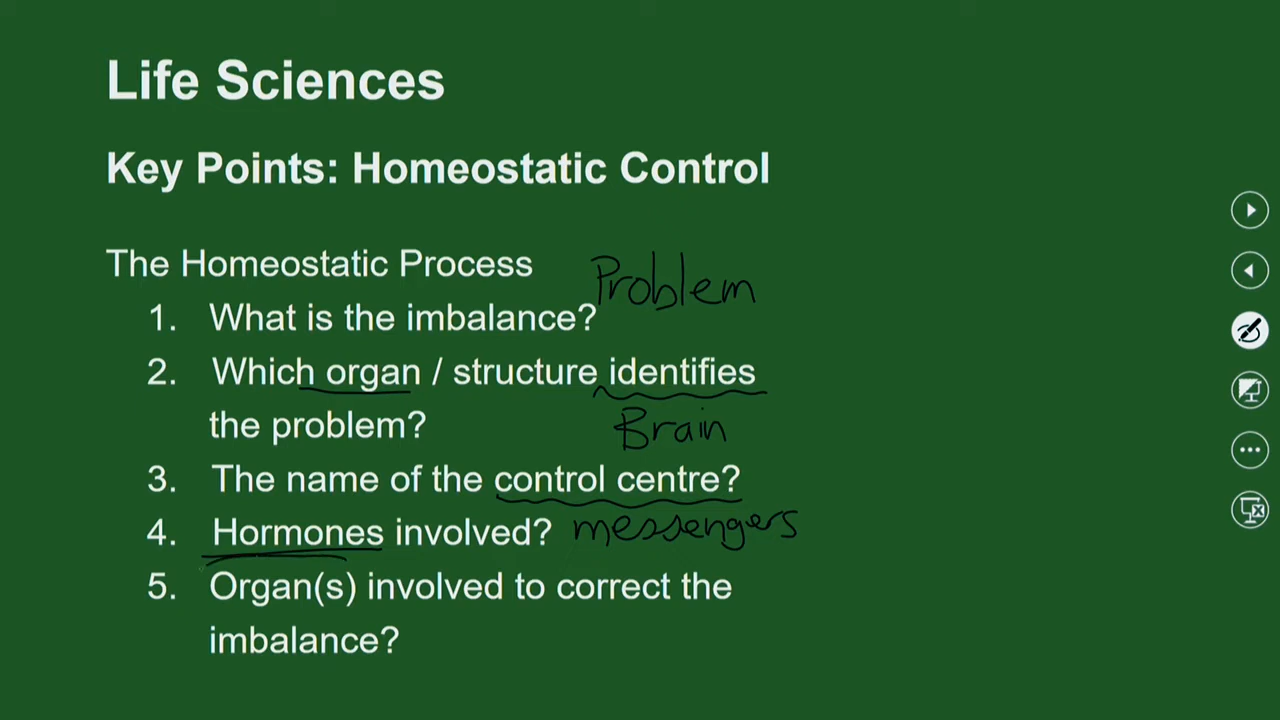 Life Sciences
Key Points: Homeostatic Control
The Homeostatic Process
Problem
1. What is the imbalance?
2. Which organ / structure identifies
the problem?
Brain
3. The name of the control centre?
4. Hormones involved? messengers
5. Organ(s) involved to correct the
imbalance?